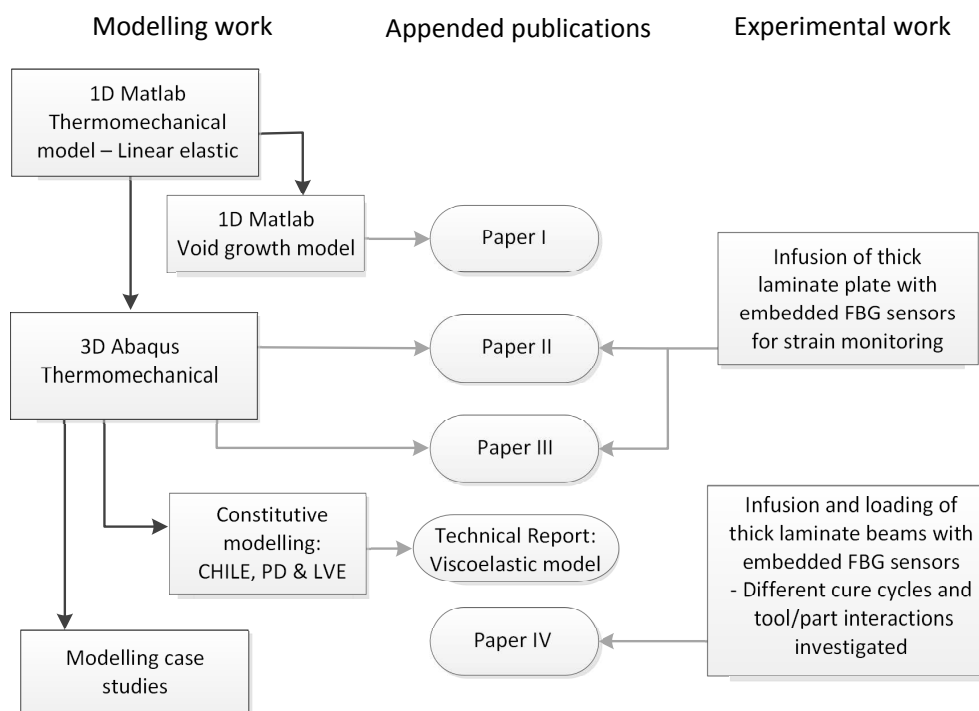 Modelling work
Appended publications
Experimental work
1D Matlab
Thermomechanical
model – Linear elastic
1D Matlab
Void growth model
Paper I
Infusion of thick
laminate plate with
embedded FBG sensors
for strain monitoring
3D Abaqus
Thermomechanical
Paper II
Paper III
Constitutive
modelling:
CHILE, PD & LVE
Technical Report:
Viscoelastic model
Infusion and loading of
thick laminate beams with
embedded FBG sensors
- Different cure cycles and
tool/part interactions
investigated
Paper IV
Modelling case
studies